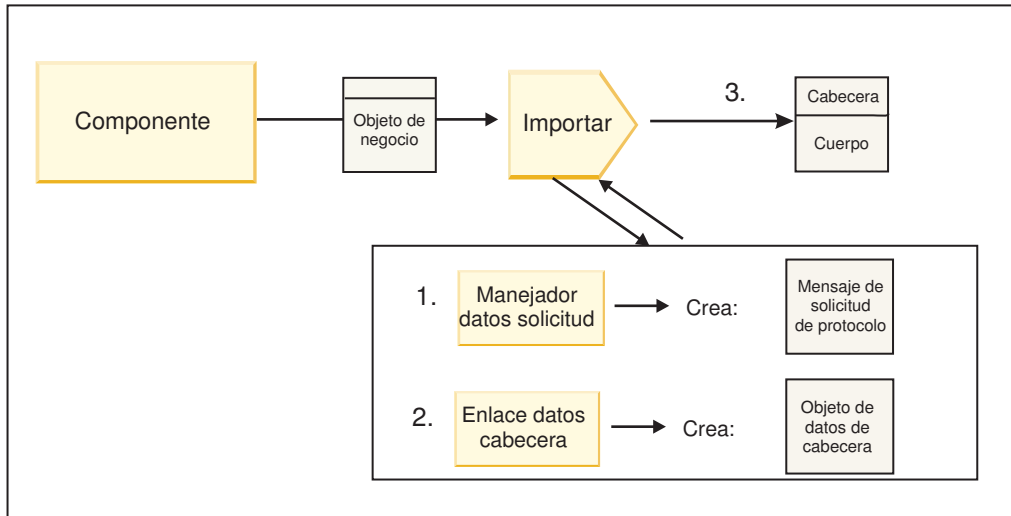 Componente
Objeto de
negocio
Importar
3.
Cabecera
Cuerpo
1.
Manejador
datos solicitud
Crea:
Mensaje de
solicitud
de protocolo
2.
Enlace datos
cabecera
Crea:
Objeto de
datos de
cabecera